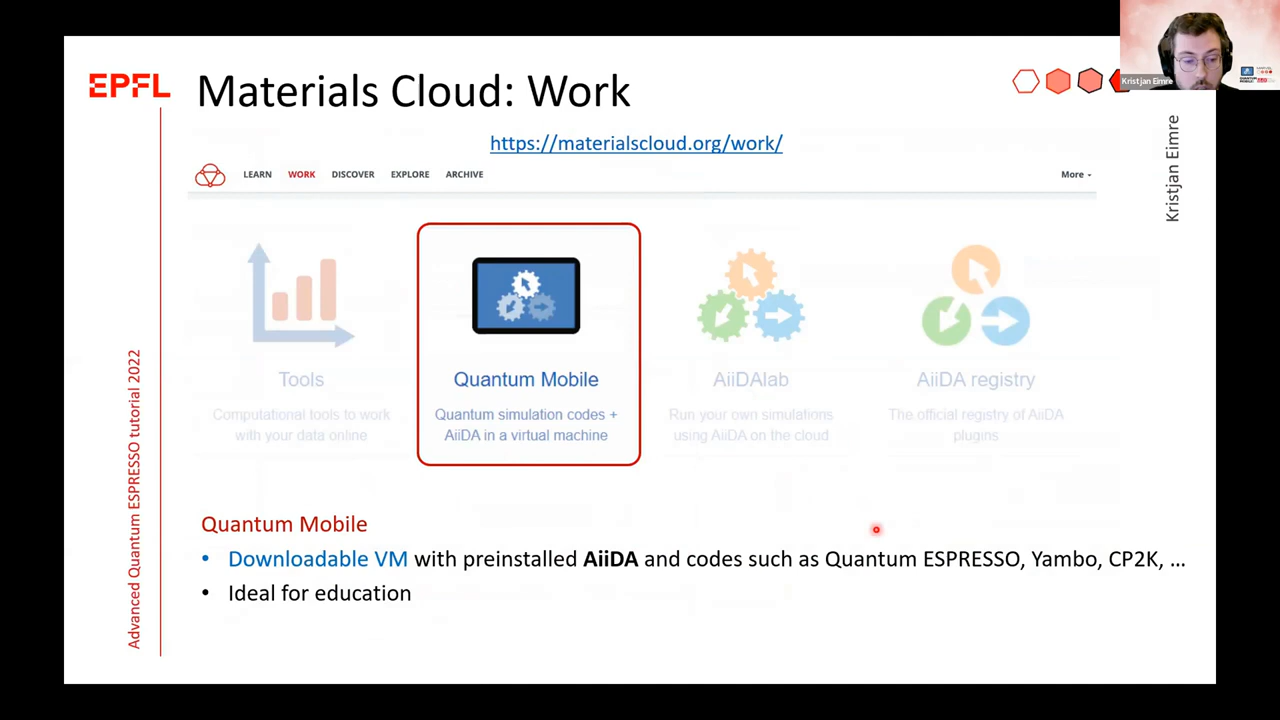 EPFL
Materials Cloud: Work
Kristjan Eimre
https://materialscloud.org/work/
LEARN WORK DISCOVER EXPLORE ARCHIVE More
Kristjan Eimre
Tools
Computational tools to work
with your data online
Quantum Mobile
Quantum simulation codes +
AiiDA in a virtual machine
AiiDAlab
Run your own simulations
using AiiDA on the cloud
AiiDA registry
The official registry of AiiDA
plugins
Advanced Quantum ESPRESSO tutorial 2022
Quantum Mobile
• Downloadable VM with preinstalled AiiDA and codes such as Quantum ESPRESSO, Yambo, CP2K, ...
• Ideal for education